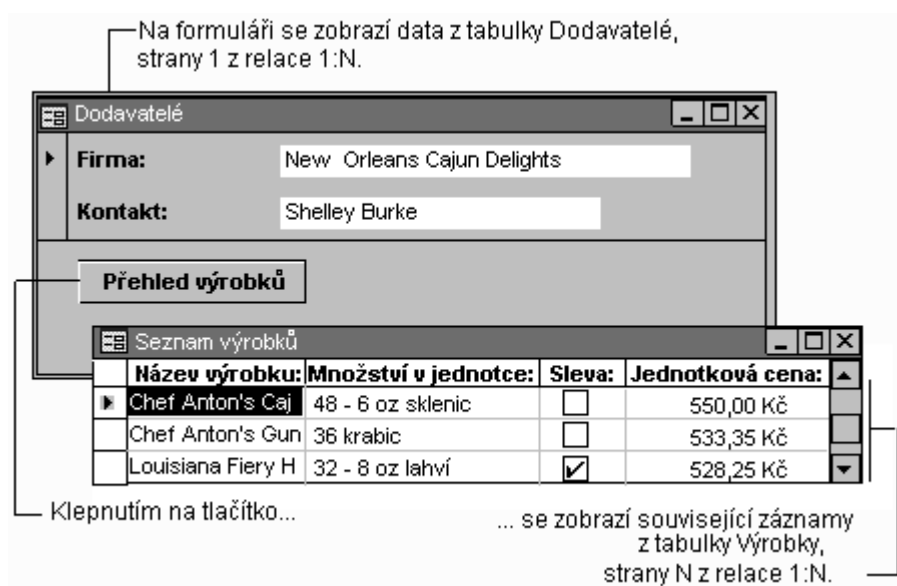 Na formuláři se zobrazí data z tabulky Dodavatelé,
strany 1 z relace 1:N.
Dodavatelé
Firma: New Orleans Cajun Delights
Kontakt: Shelley Burke
Přehled výrobků
Seznam výrobků
Název výrobku: Množství v jednotce: Sleva: Jednotková cena:
Chef Anton's Caj 48 - 6 oz sklenic 550,00 Kč
Chef Anton's Gun 36 krabic 533,35 Kč
Louisiana Fiery H 32 - 8 oz lahví 528,25 Kč
Klepnutím na tlačítko...
... se zobrazí související záznamy
z tabulky Výrobky,
strany N z relace 1:N.